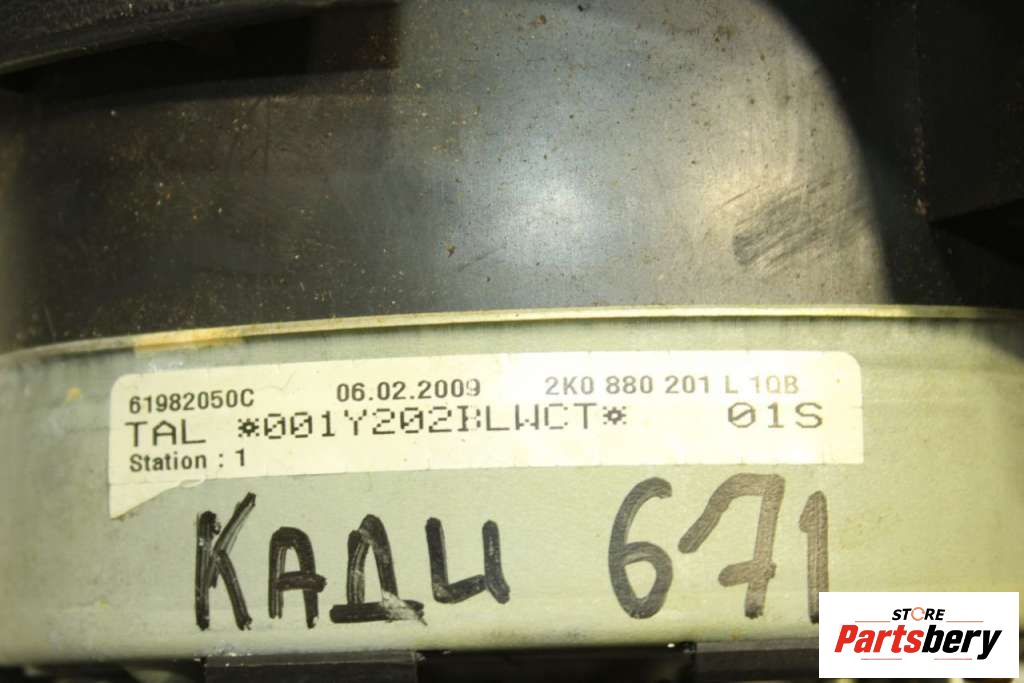 61982050C 06.02.2009 2K0 880 201 L 1QB
TAL *001Y202BLWCT* 01S
Station : 1
КАДИ 671
STORE
Partsbery